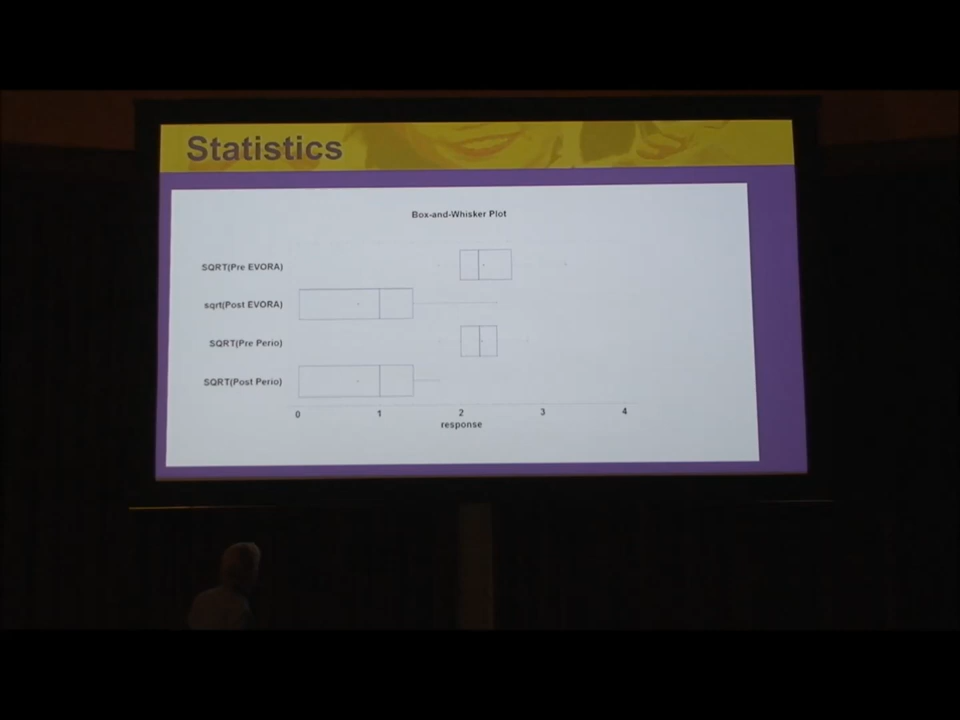 Statistics
Box-and-Whisker Plot
SQRT(Pre EVORA)
sqrt(Post EVORA)
SQRT(Pre Perio)
SQRT(Post Perio)
0 1 2 3 4
response